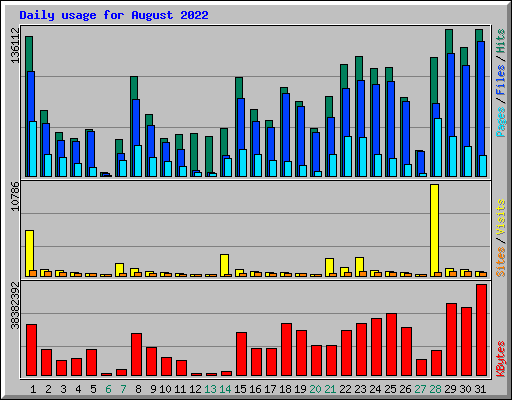 Daily usage for August 2022
136112
Pages / Files / Hits
10786
Sites / Visits
38382392
KBytes
1 2 3 4 5 6 7 8 9 10 11 12 13 14 15 16 17 18 19 20 21 22 23 24 25 26 27 28 29 30 31